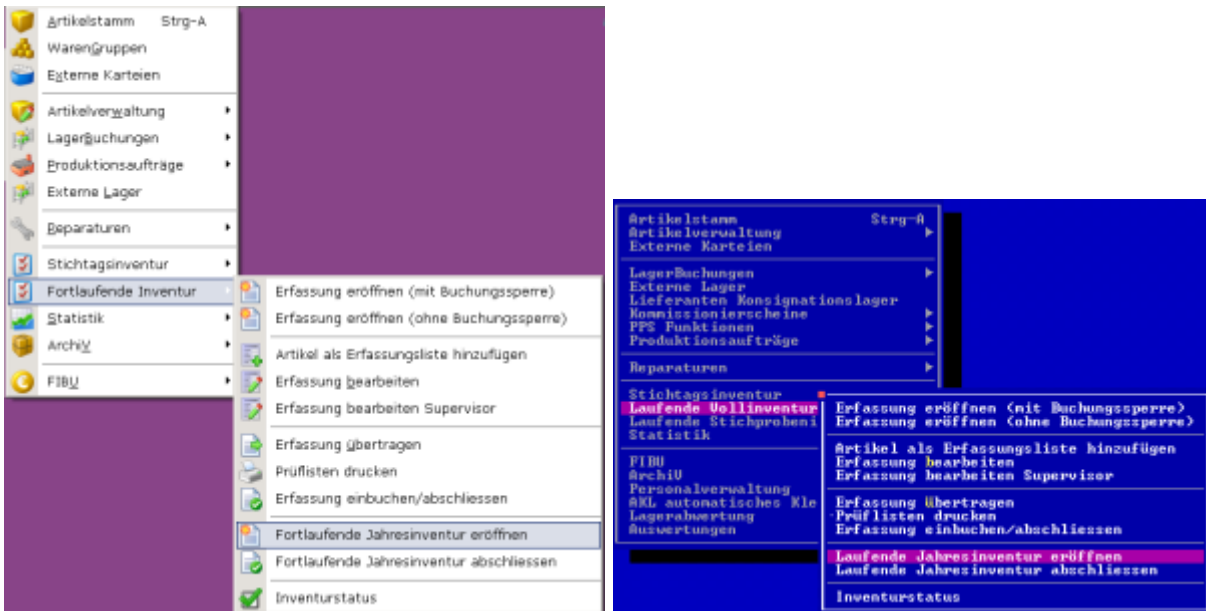 Artikelstamm Strg-A
WarenGruppen
Externe Karteien
Artikelverwaltung
LagerBuchungen
Produktionsaufträge
Externe Lager
Reparaturen
Stichtagsinventur
Fortlaufende Inventur
Statistik
ArchiV
FIBU
Erfassung eröffnen (mit Buchungssperre)
Erfassung eröffnen (ohne Buchungssperre)
Artikel als Erfassungsliste hinzufügen
Erfassung bearbeiten
Erfassung bearbeiten Supervisor
Erfassung übertragen
Prüflisten drucken
Erfassung einbuchen/abschliessen
Fortlaufende Jahresinventur eröffnen
Fortlaufende Jahresinventur abschliessen
Inventurstatus
Artikelstamm Strg-A
Artikelverwaltung
Externe Karteien
LagerBuchungen
Externe Lager
Lieferanten Konsignationslager
Kommissionierscheine
PPS Funktionen
Produktionsaufträge
Reparaturen
Stichtagsinventur
Laufende Vollinventur
Laufende Stichprobeni
Statistik
FIBU
ArchiV
Personalverwaltung
AKL automatisches Kle
Lagerabwertung
Auswertungen
Erfassung eröffnen (mit Buchungssperre)
Erfassung eröffnen (ohne Buchungssperre)
Artikel als Erfassungsliste hinzufügen
Erfassung bearbeiten
Erfassung bearbeiten Supervisor
Erfassung Übertragen
Prüflisten drucken
Erfassung einbuchen/abschliessen
Laufende Jahresinventur eröffnen
Laufende Jahresinventur abschliessen
Inventurstatus